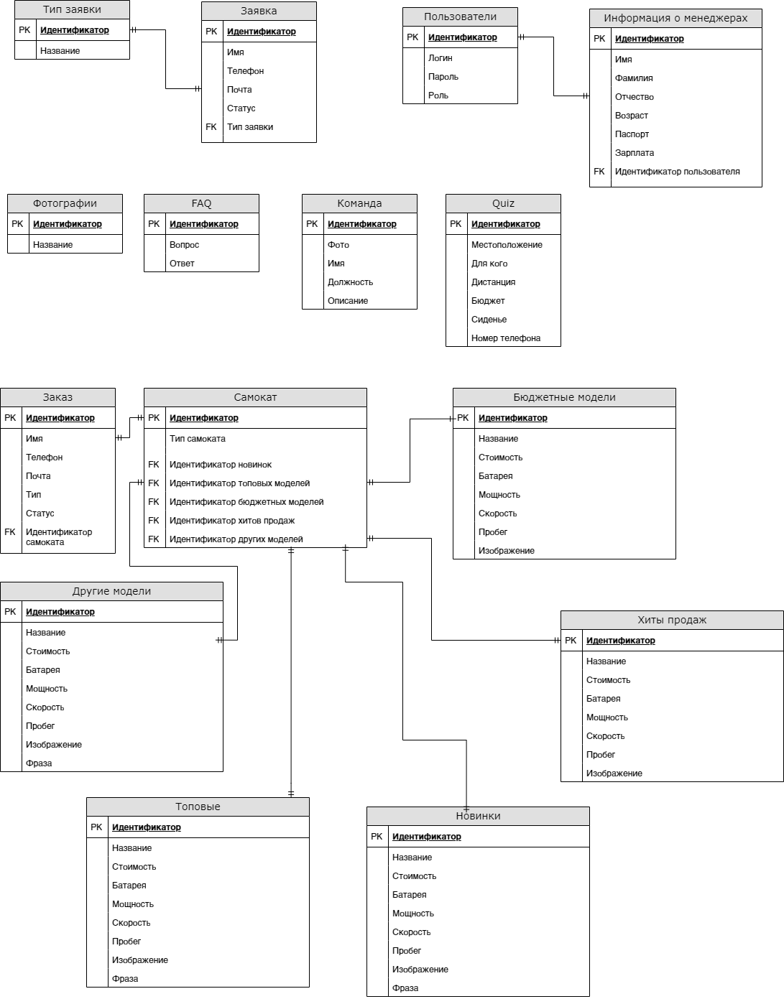 Тип заявки
PK Идентификатор
Название
Заявка
PK Идентификатор
Имя
Телефон
Почта
Статус
FK Тип заявки
Пользователи
PK Идентификатор
Логин
Пароль
Роль
Информация о менеджерах
PK Идентификатор
Имя
Фамилия
Отчество
Возраст
Паспорт
Зарплата
FK Идентификатор пользователя
Фотографии
PK Идентификатор
Название
FAQ
PK Идентификатор
Вопрос
Ответ
Команда
PK Идентификатор
Фото
Имя
Должность
Описание
Quiz
PK Идентификатор
Местоположение
Для кого
Дистанция
Бюджет
Сиденье
Номер телефона
Заказ
PK Идентификатор
Имя
Телефон
Почта
Тип
Статус
FK Идентификатор
самоката
Самокат
PK Идентификатор
Тип самоката
FK Идентификатор новинок
FK Идентификатор топовых моделей
FK Идентификатор бюджетных моделей
FK Идентификатор хитов продаж
FK Идентификатор других моделей
Бюджетные модели
PK Идентификатор
Название
Стоимость
Батарея
Мощность
Скорость
Пробег
Изображение
Другие модели
PK Идентификатор
Название
Стоимость
Батарея
Мощность
Скорость
Пробег
Изображение
Фраза
Хиты продаж
PK Идентификатор
Название
Стоимость
Батарея
Мощность
Скорость
Пробег
Изображение
Топовые
PK Идентификатор
Название
Стоимость
Батарея
Мощность
Скорость
Пробег
Изображение
Фраза
Новинки
PK Идентификатор
Название
Стоимость
Батарея
Мощность
Скорость
Пробег
Изображение
Фраза